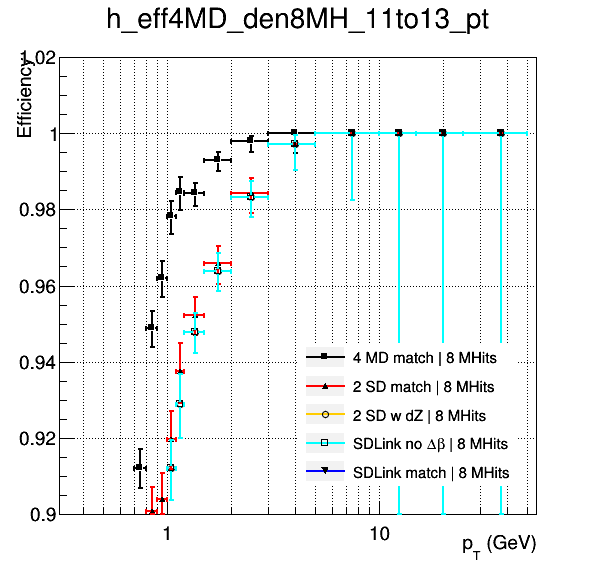 h_eff4MD_den8MH_11to13_pt
Efficiency
1.02
1
0.98
0.96
0.94
0.92
0.9
4 MD match | 8 MHits
2 SD match | 8 MHits
2 SD w dZ | 8 MHits
SDLink no Δβ | 8 MHits
SDLink match | 8 MHits
1
10
p_T (GeV)